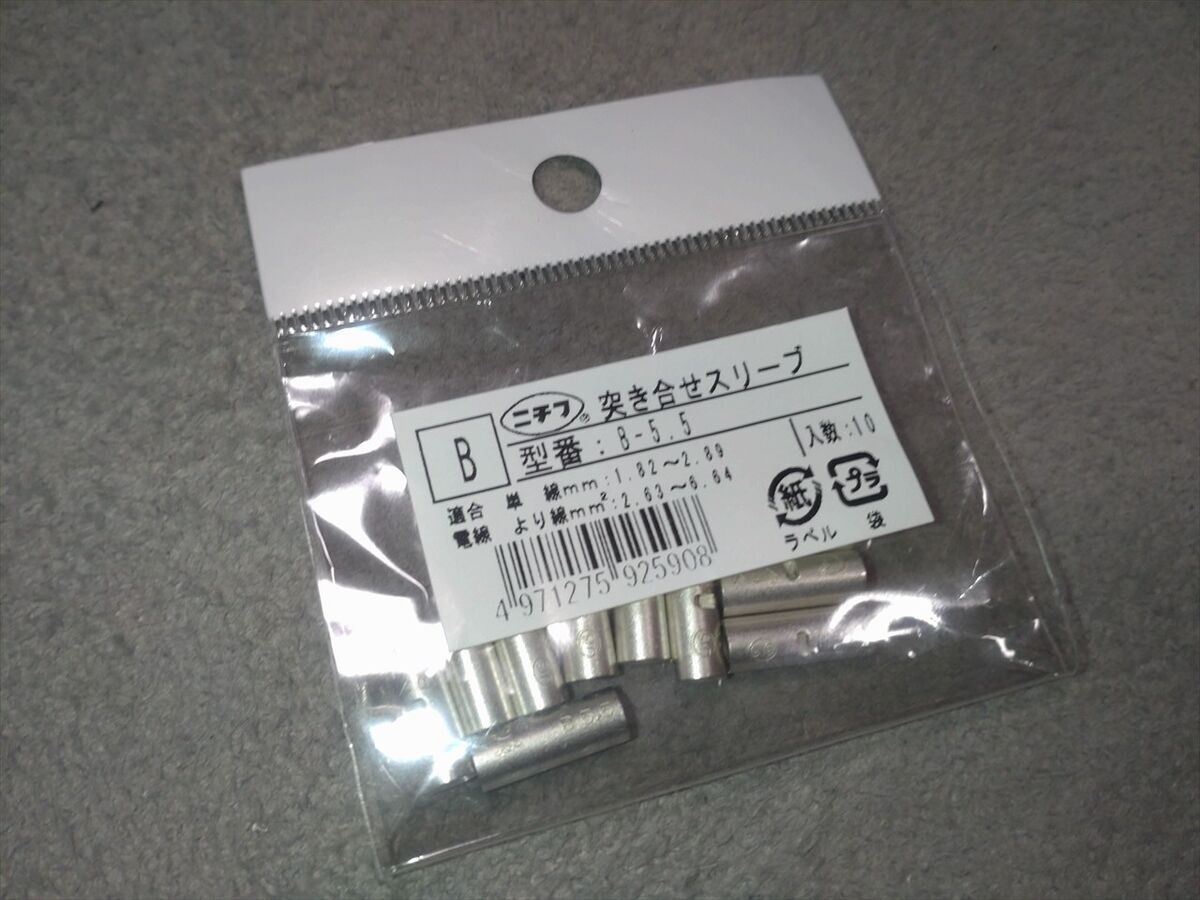 B
ニチフ® 突き合せスリーブ
型番：B-5.5
入数：10
適合 単 線mm：1.82～2.89
電線 より線mm²：2.63～6.64
紙
ラベル
プラ
袋
4 971275 925908
B-5.5